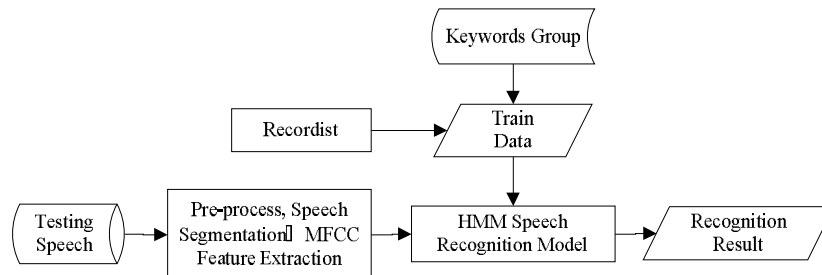 Keywords Group
Recordist
Train
Data
Testing
Speech
Pre-process, Speech
Segmentation▯ MFCC
Feature Extraction
HMM Speech
Recognition Model
Recognition
Result